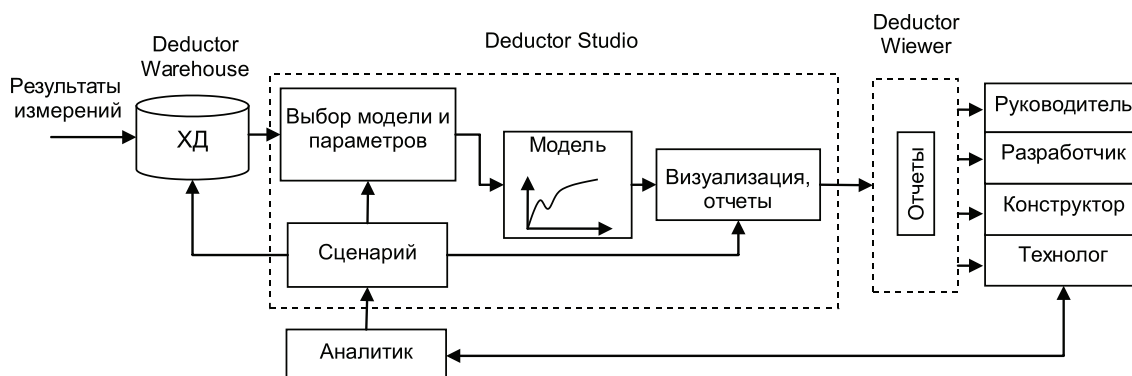 Deductor
Warehouse
Deductor Studio
Deductor
Wiewer
Результаты
измерений
ХД
Выбор модели и
параметров
Модель
Визуализация,
отчеты
Сценарий
Аналитик
Отчеты
Руководитель
Разработчик
Конструктор
Технолог